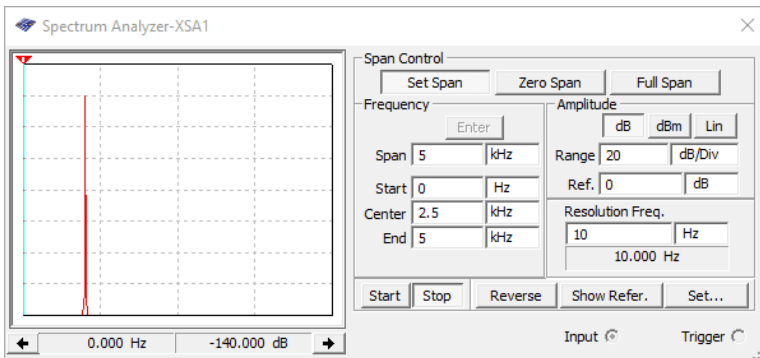 Spectrum Analyzer-XSA1
Span Control
Set Span Zero Span Full Span
Frequency
Enter
Span 5 kHz
Start 0 Hz
Center 2.5 kHz
End 5 kHz
Amplitude
dB dBm Lin
Range 20 dB/Div
Ref. 0 dB
Resolution Freq.
10 Hz
10.000 Hz
Start Stop Reverse Show Refer. Set...
0.000 Hz -140.000 dB
Input Trigger